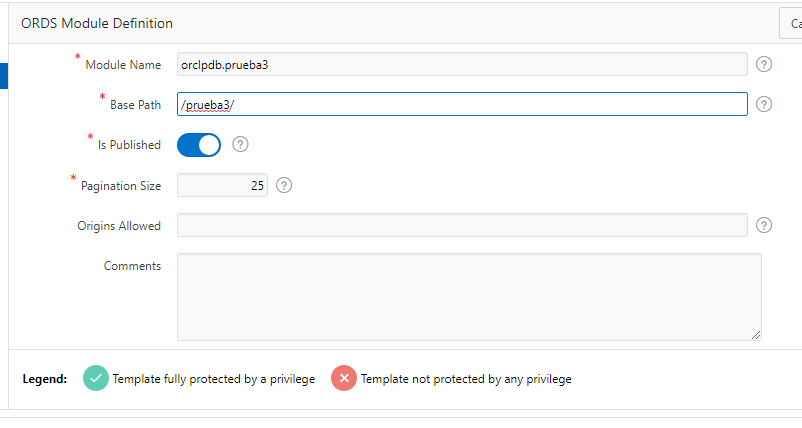 ORDS Module Definition
Ca
* Module Name orclpdb.prueba3 ?
* Base Path /prueba3/ ?
* Is Published ?
* Pagination Size 25 ?
Origins Allowed ?
Comments
Legend: Template fully protected by a privilege Template not protected by any privilege